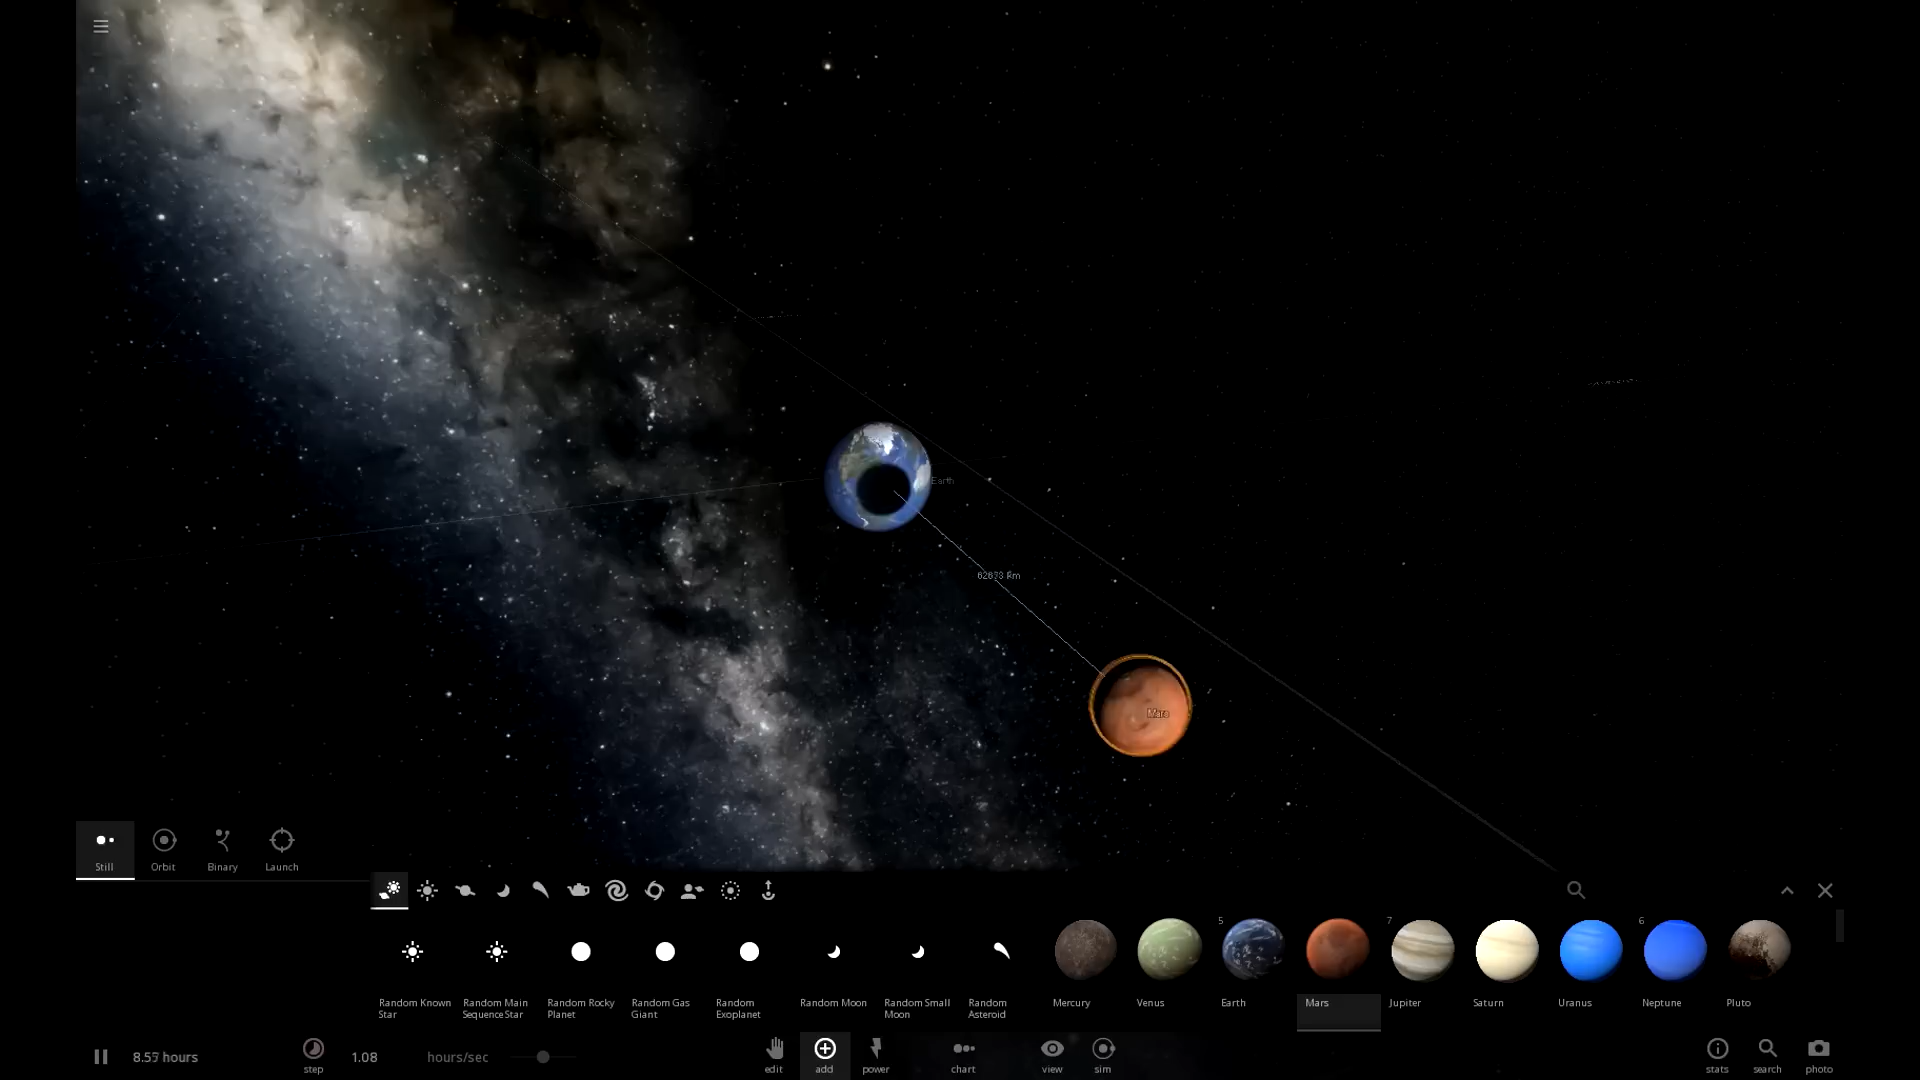 Earth
62673 km
Mars
Still
Orbit
Binary
Launch
5
7
6
Random Known Star
Random Main Sequence Star
Random Rocky Planet
Random Gas Giant
Random Exoplanet
Random Moon
Random Small Moon
Random Asteroid
Mercury
Venus
Earth
Mars
Jupiter
Saturn
Uranus
Neptune
Pluto
8.55 hours
step
1.08
hours/sec
edit
add
power
chart
view
sim
stats
search
photo